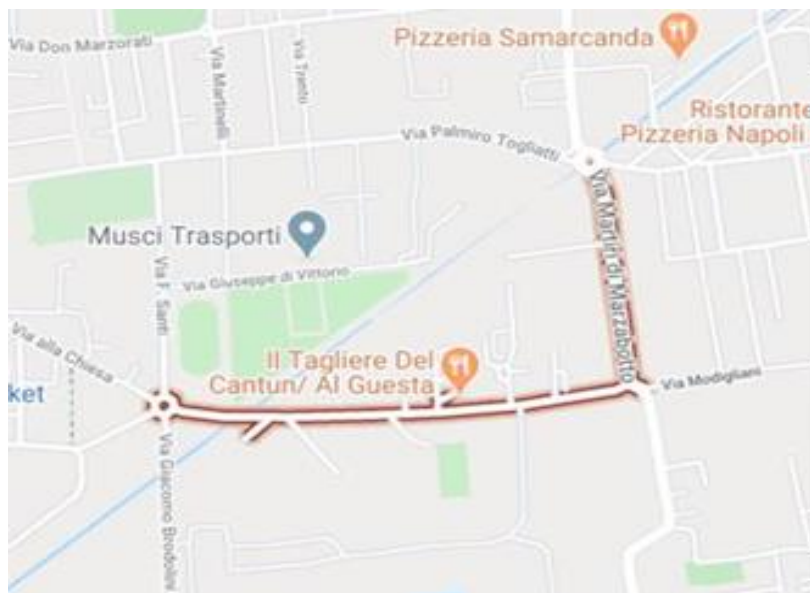 Pizzeria Samarcanda
Via Don Marzorati
Via Martinelli
Via Trento
Ristorante
Pizzeria Napoli
Via Palmiro Togliatti
Via Martiri di Marzabotto
Musci Trasporti
Via F. Santi
Via Giuseppe di Vittorio
Via alla Chiesa
Il Tagliere Del
Cantun/ Al Guesta
Via Modigliani
ket
Via Giacomo Brodolini